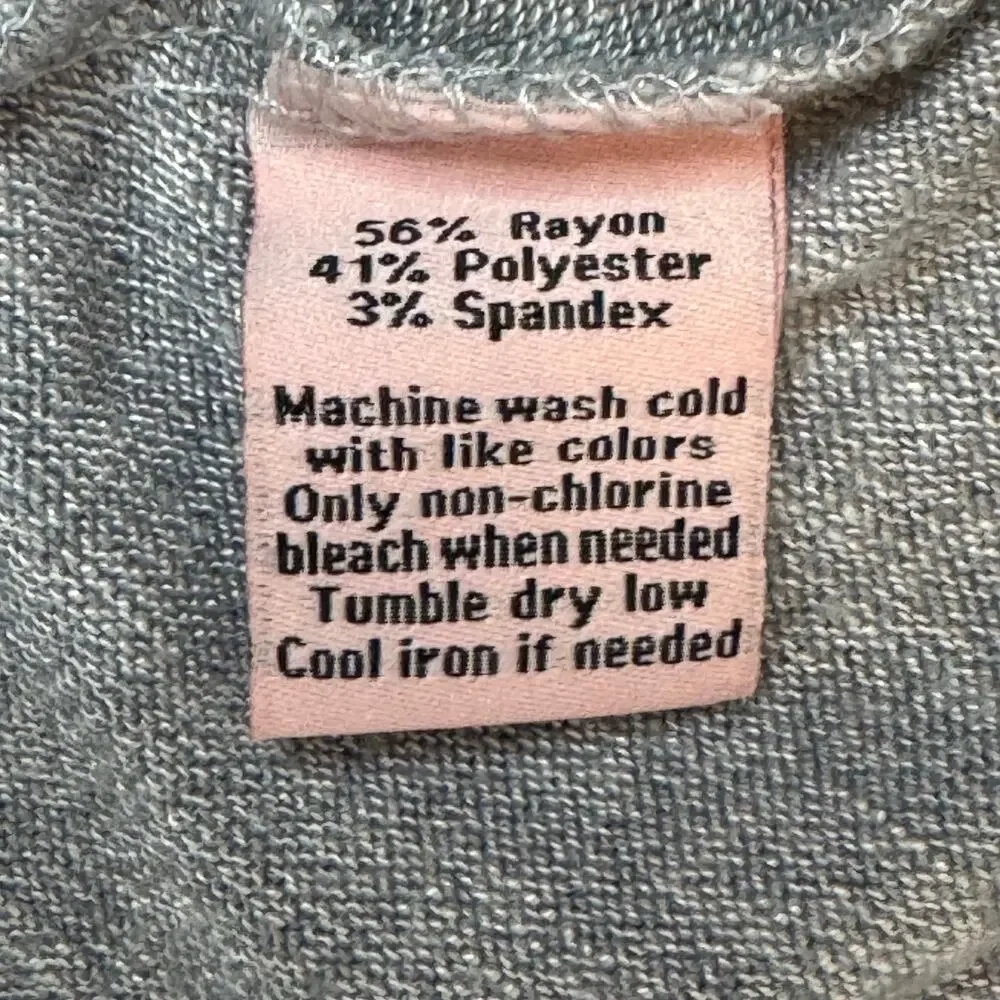 56% Rayon
41% Polyester
3% Spandex
Machine wash cold
with like colors
Only non-chlorine
bleach when needed
Tumble dry low
Cool iron if needed